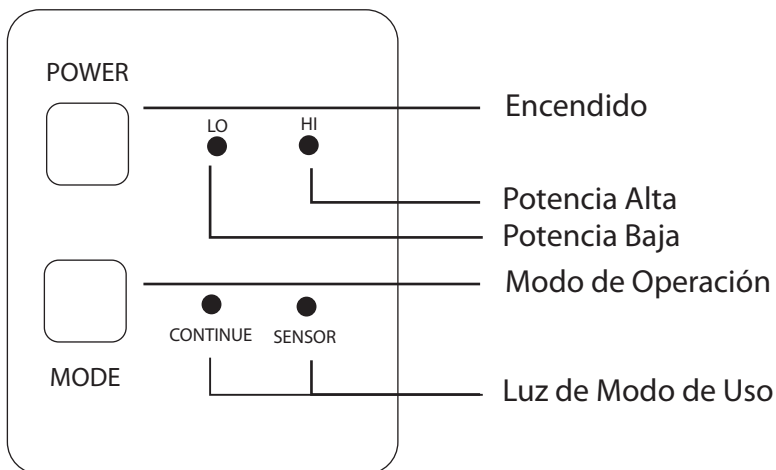 POWER
Encendido
LO
HI
Potencia Alta
Potencia Baja
Modo de Operación
CONTINUE
SENSOR
MODE
Luz de Modo de Uso